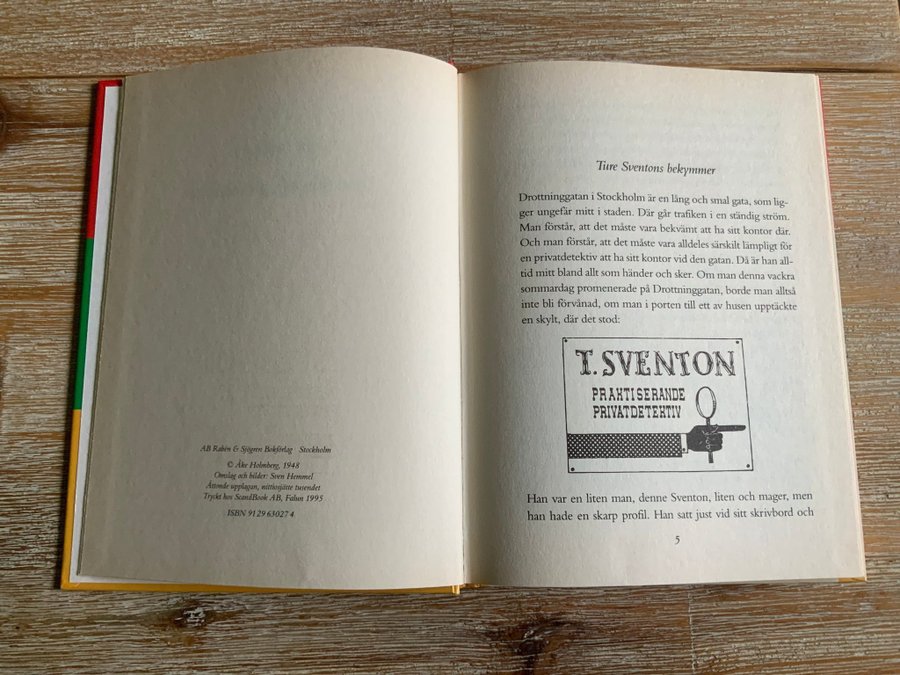 AB Rabén & Sjögren Bokförlag Stockholm
© Åke Holmberg, 1948
Omslag och bilder: Sven Hemmel
Åttonde upplagan, nittiosjätte tusendet
Tryckt hos ScandBook AB, Falun 1995
ISBN 91 29 63027 4
Ture Sventons bekymmer
Drottninggatan i Stockholm är en lång och smal gata, som lig-
ger ungefär mitt i staden. Där går trafiken i en ständig ström.
Man förstår, att det måste vara bekvämt att ha sitt kontor där.
Och man förstår, att det måste vara alldeles särskilt lämpligt för
en privatdetektiv att ha sitt kontor vid den gatan. Då är han all-
tid mitt bland allt som händer och sker. Om man denna vackra
sommardag promenerade på Drottninggatan, borde man alltså
inte bli förvånad, om man i porten till ett av husen upptäckte
en skylt, där det stod:
T. SVENTON
PRAKTISERANDE
PRIVATDETEKTIV
Han var en liten man, denne Sventon, liten och mager, men
han hade en skarp profil. Han satt just vid sitt skrivbord och
5